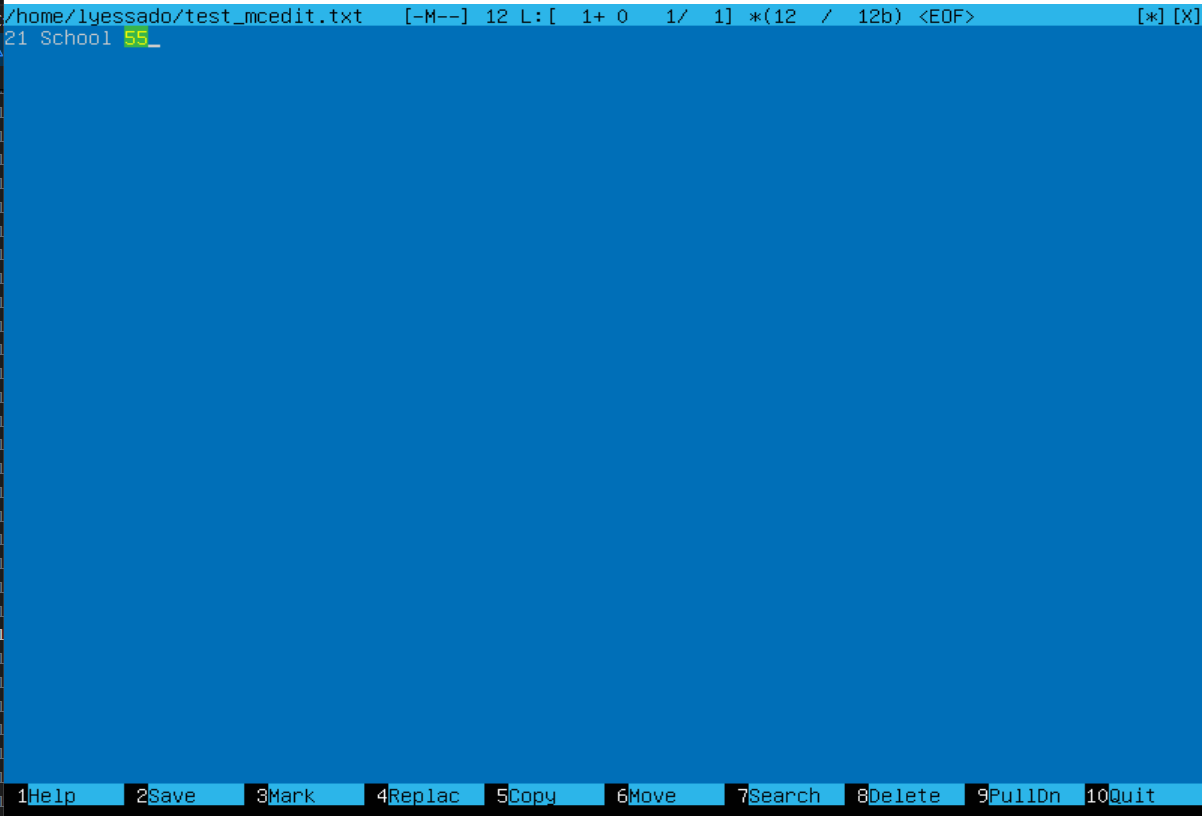 /home/lyessado/test_mcedit.txt [-M--] 12 L:[ 1+ 0 1/ 1] *(12 / 12b) <EOF> [*][X]
21 School 55_
1Help 2Save 3Mark 4Replac 5Copy 6Move 7Search 8Delete 9PullDn 10Quit